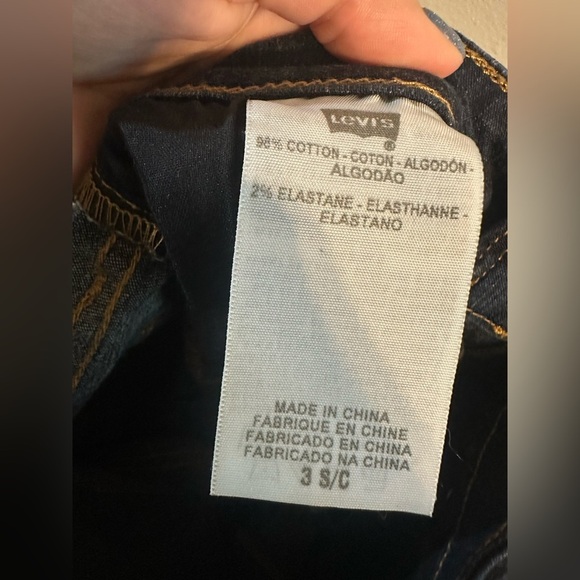 Levi's
®
98% COTTON - COTON - ALGODÓN -
ALGODÃO
2% ELASTANE - ELASTHANNE -
ELASTANO
MADE IN CHINA
FABRIQUE EN CHINE
FABRICADO EN CHINA
FABRICADO NA CHINA
3 S/C